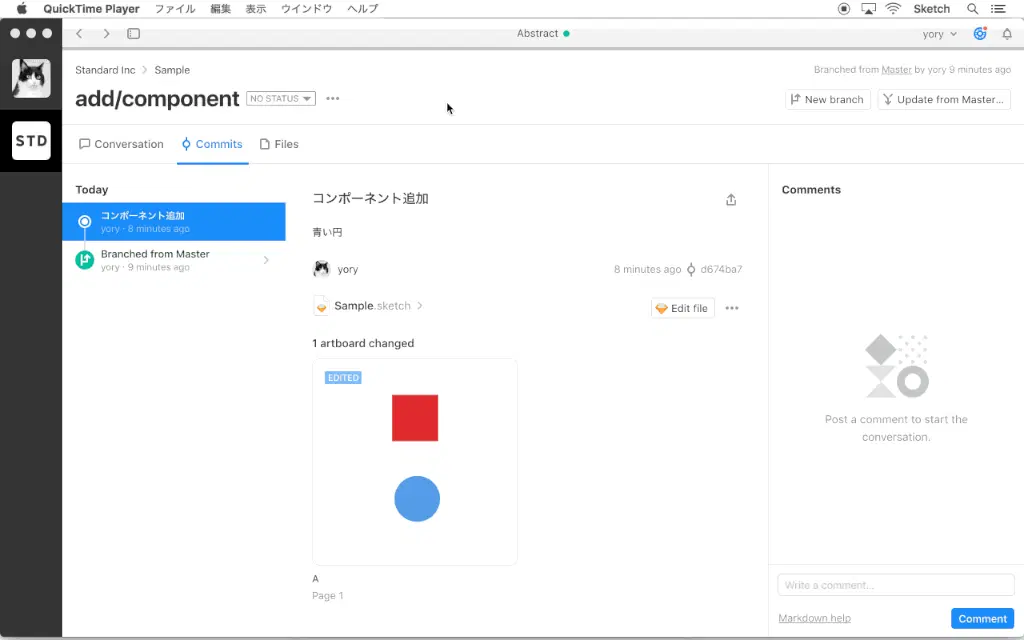 QuickTime Player ファイル 編集 表示 ウインドウ ヘルプ Sketch
Abstract yory
Standard Inc Sample
Branched from Master by yory 9 minutes ago
add/component NO STATUS
New branch Update from Master...
STD
Conversation Commits Files
Today
コンポーネント追加
yory · 8 minutes ago
Branched from Master
yory · 9 minutes ago
コンポーネント追加
青い円
yory 8 minutes ago d674ba7
Sample.sketch Edit file
1 artboard changed
EDITED
A
Page 1
Comments
Post a comment to start the
conversation.
Write a comment...
Markdown help Comment